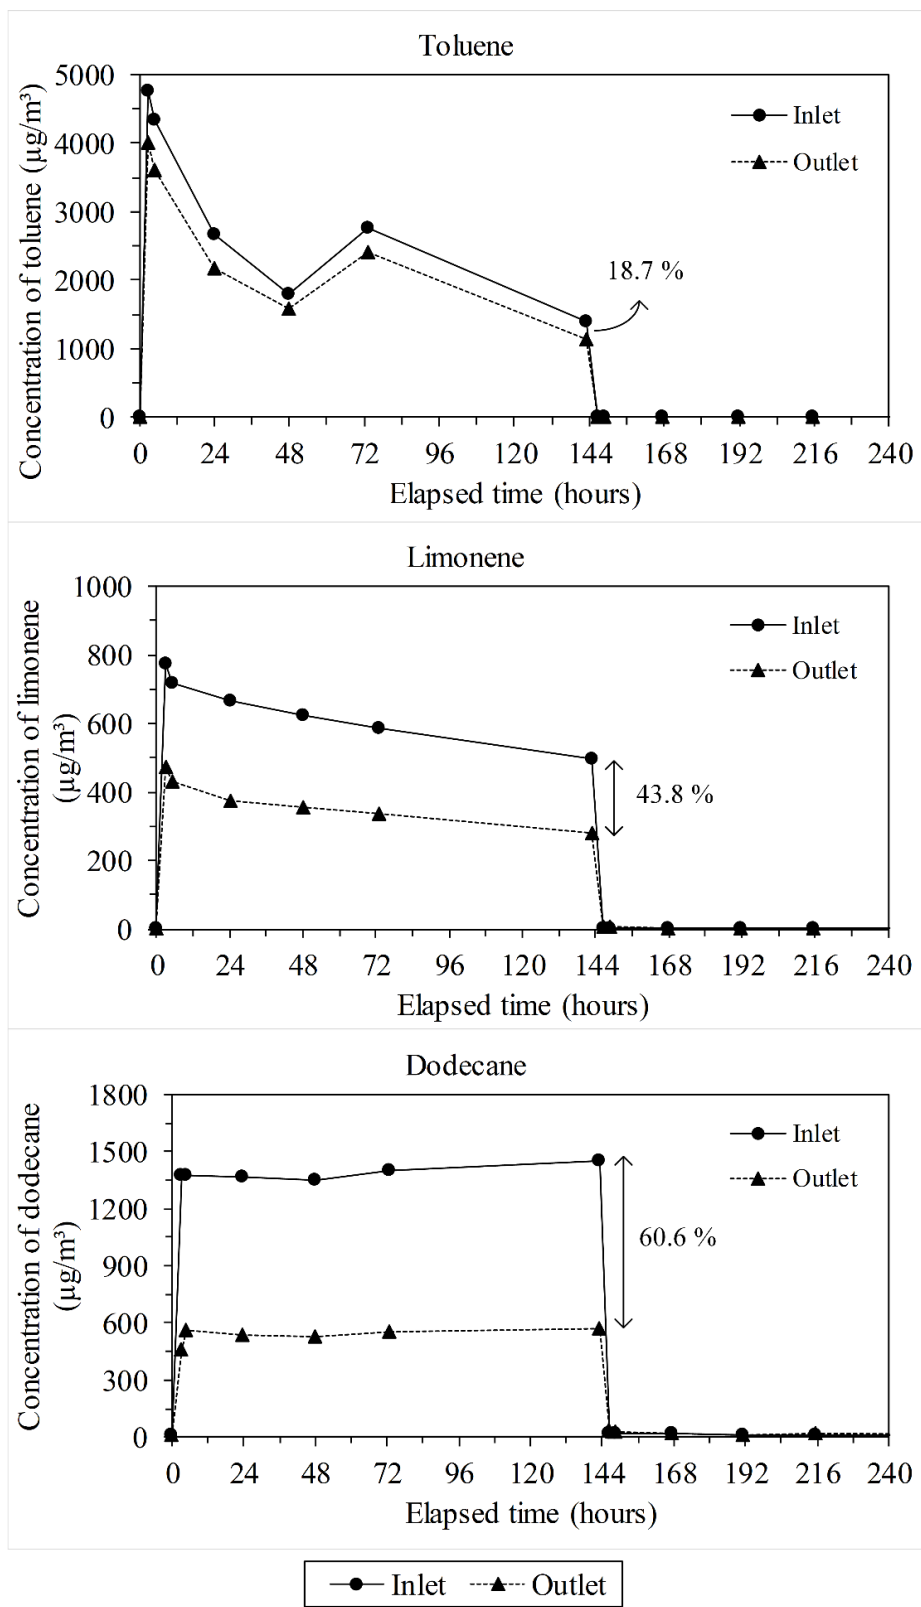 Toluene
Concentration of toluene (μg/m³)
5000
4000
3000
2000
1000
0
Inlet
Outlet
18.7 %
0 24 48 72 96 120 144 168 192 216 240
Elapsed time (hours)
Limonene
Concentration of limonene
(μg/m³)
1000
800
600
400
200
0
Inlet
Outlet
43.8 %
0 24 48 72 96 120 144 168 192 216 240
Elapsed time (hours)
Dodecane
Concentration of dodecane
(μg/m³)
1800
1500
1200
900
600
300
0
Inlet
Outlet
60.6 %
0 24 48 72 96 120 144 168 192 216 240
Elapsed time (hours)
Inlet Outlet